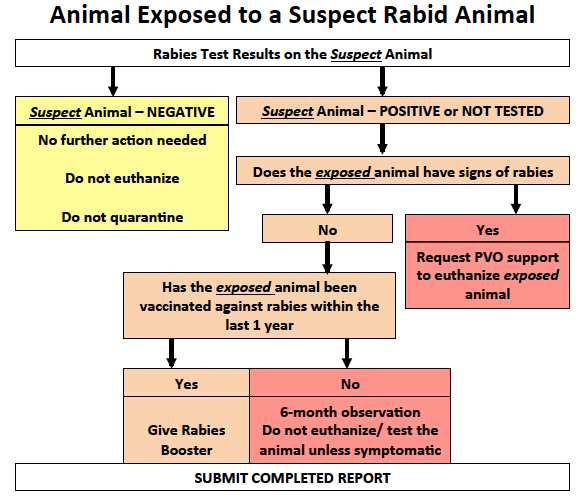 Animal Exposed to a Suspect Rabid Animal
Rabies Test Results on the Suspect Animal
Suspect Animal – NEGATIVE
No further action needed
Do not euthanize
Do not quarantine
Suspect Animal – POSITIVE or NOT TESTED
Does the exposed animal have signs of rabies
No
Yes
Request PVO support
to euthanize exposed
animal
Has the exposed animal been
vaccinated against rabies within the
last 1 year
Yes
Give Rabies
Booster
No
6-month observation
Do not euthanize/ test the
animal unless symptomatic
SUBMIT COMPLETED REPORT